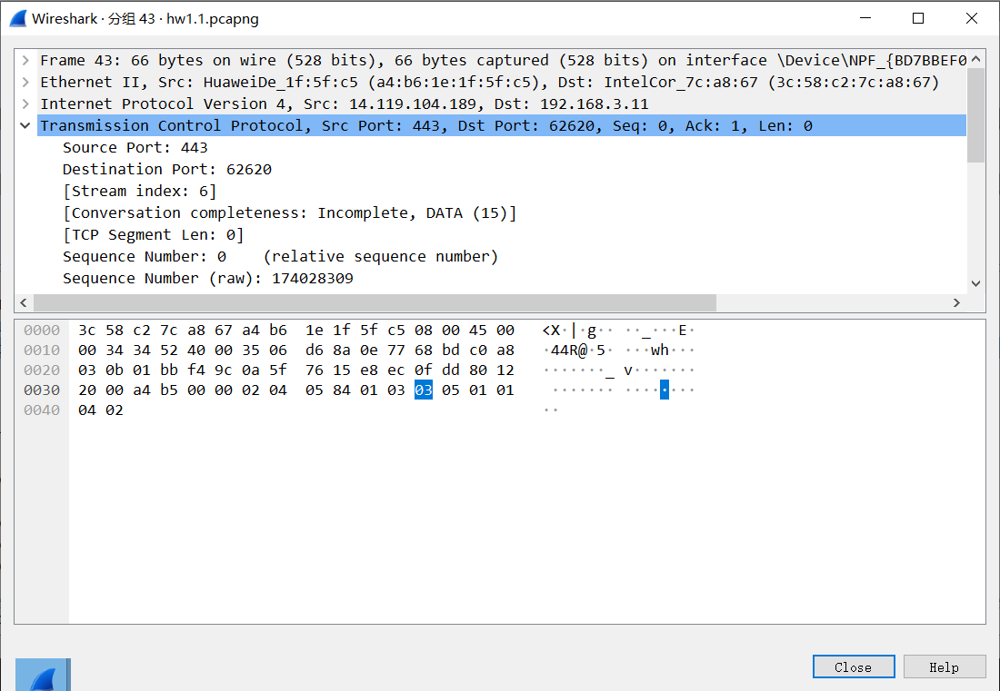 Wireshark · 分组 43 · hw1.1.pcapng
Frame 43: 66 bytes on wire (528 bits), 66 bytes captured (528 bits) on interface \Device\NPF_{BD7BBEF0
Ethernet II, Src: HuaweiDe_1f:5f:c5 (a4:b6:1e:1f:5f:c5), Dst: IntelCor_7c:a8:67 (3c:58:c2:7c:a8:67)
Internet Protocol Version 4, Src: 14.119.104.189, Dst: 192.168.3.11
Transmission Control Protocol, Src Port: 443, Dst Port: 62620, Seq: 0, Ack: 1, Len: 0
Source Port: 443
Destination Port: 62620
[Stream index: 6]
[Conversation completeness: Incomplete, DATA (15)]
[TCP Segment Len: 0]
Sequence Number: 0    (relative sequence number)
Sequence Number (raw): 174028309
0000  3c 58 c2 7c a8 67 a4 b6  1e 1f 5f c5 08 00 45 00  <X·|·g·· ··_···E·
0010  00 34 34 52 40 00 35 06  d6 8a 0e 77 68 bd c0 a8  ·44R@·5· ···wh···
0020  03 0b 01 bb f4 9c 0a 5f  76 15 e8 ec 0f dd 80 12  ·······_ v·······
0030  20 00 a4 b5 00 00 02 04  05 84 01 03 03 05 01 01   ······· ········
0040  04 02  ··
Close Help